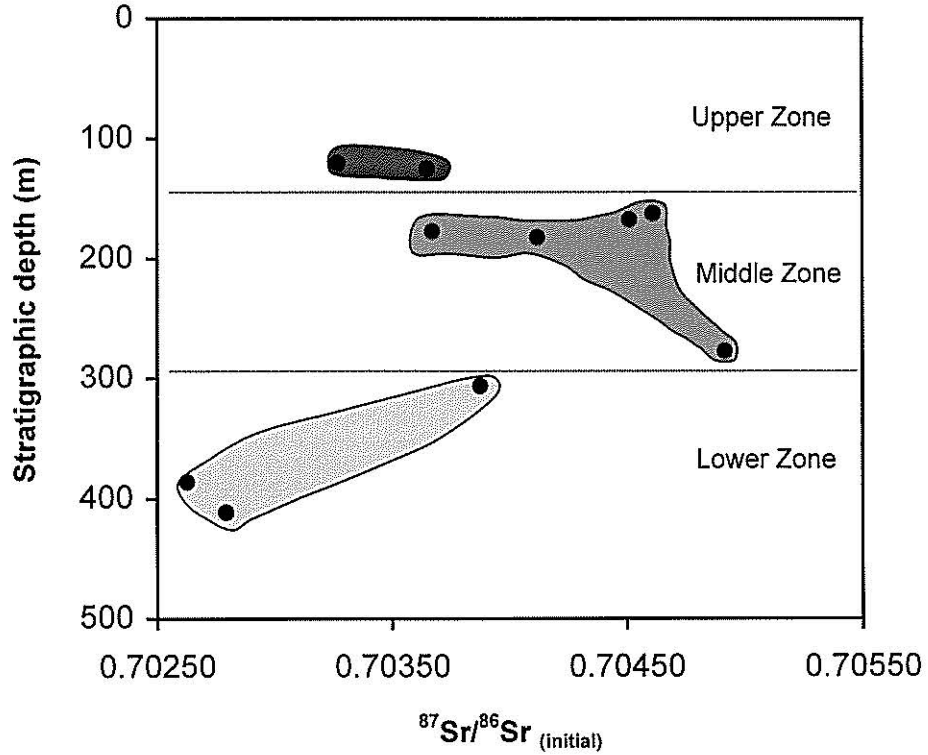 0
100
200
300
400
500
Stratigraphic depth (m)
Upper Zone
Middle Zone
Lower Zone
0.70250 0.70350 0.70450 0.70550
⁸⁷Sr/⁸⁶Sr (initial)